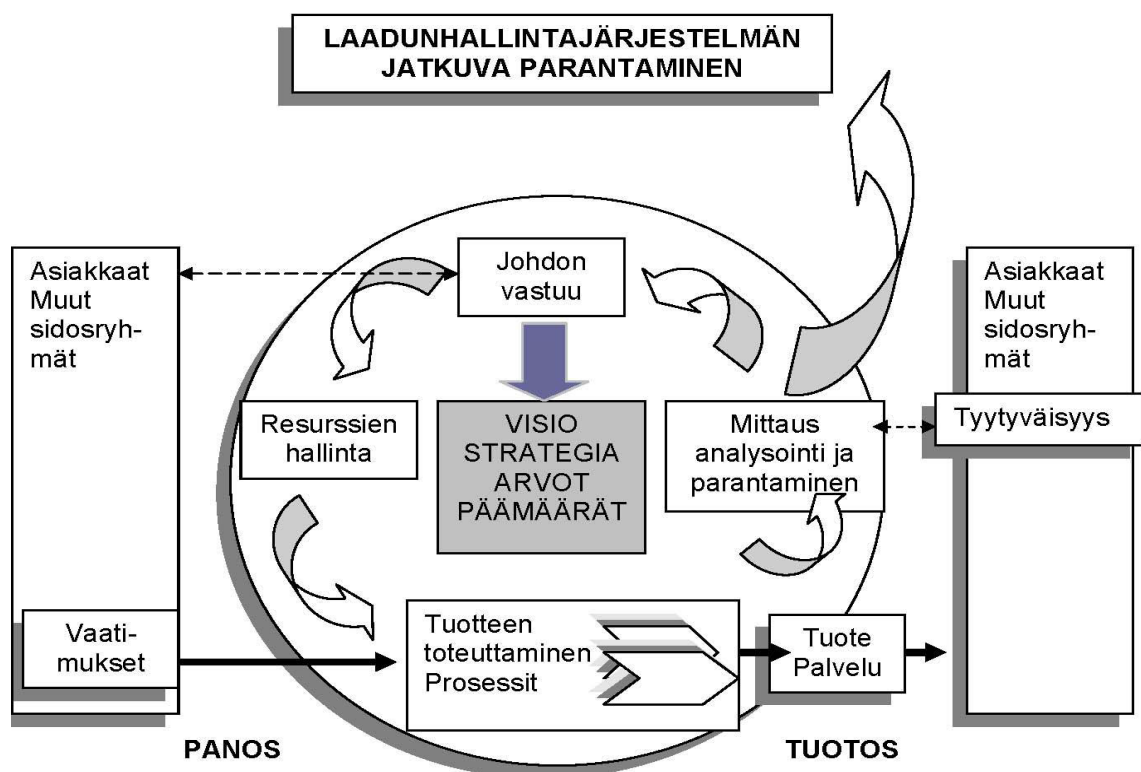 LAADUNHALLINTAJÄRJESTELMÄN
JATKUVA PARANTAMINEN
Asiakkaat
Muut
sidosryh-
mät
Johdon
vastuu
Asiakkaat
Muut
sidosryh-
mät
Resurssien
hallinta
VISIO
STRATEGIA
ARVOT
PÄÄMÄÄRÄT
Mittaus
analysointi ja
parantaminen
Tyytyväisyys
Vaati-
mukset
Tuotteen
toteuttaminen
Prosessit
Tuote
Palvelu
PANOS
TUOTOS